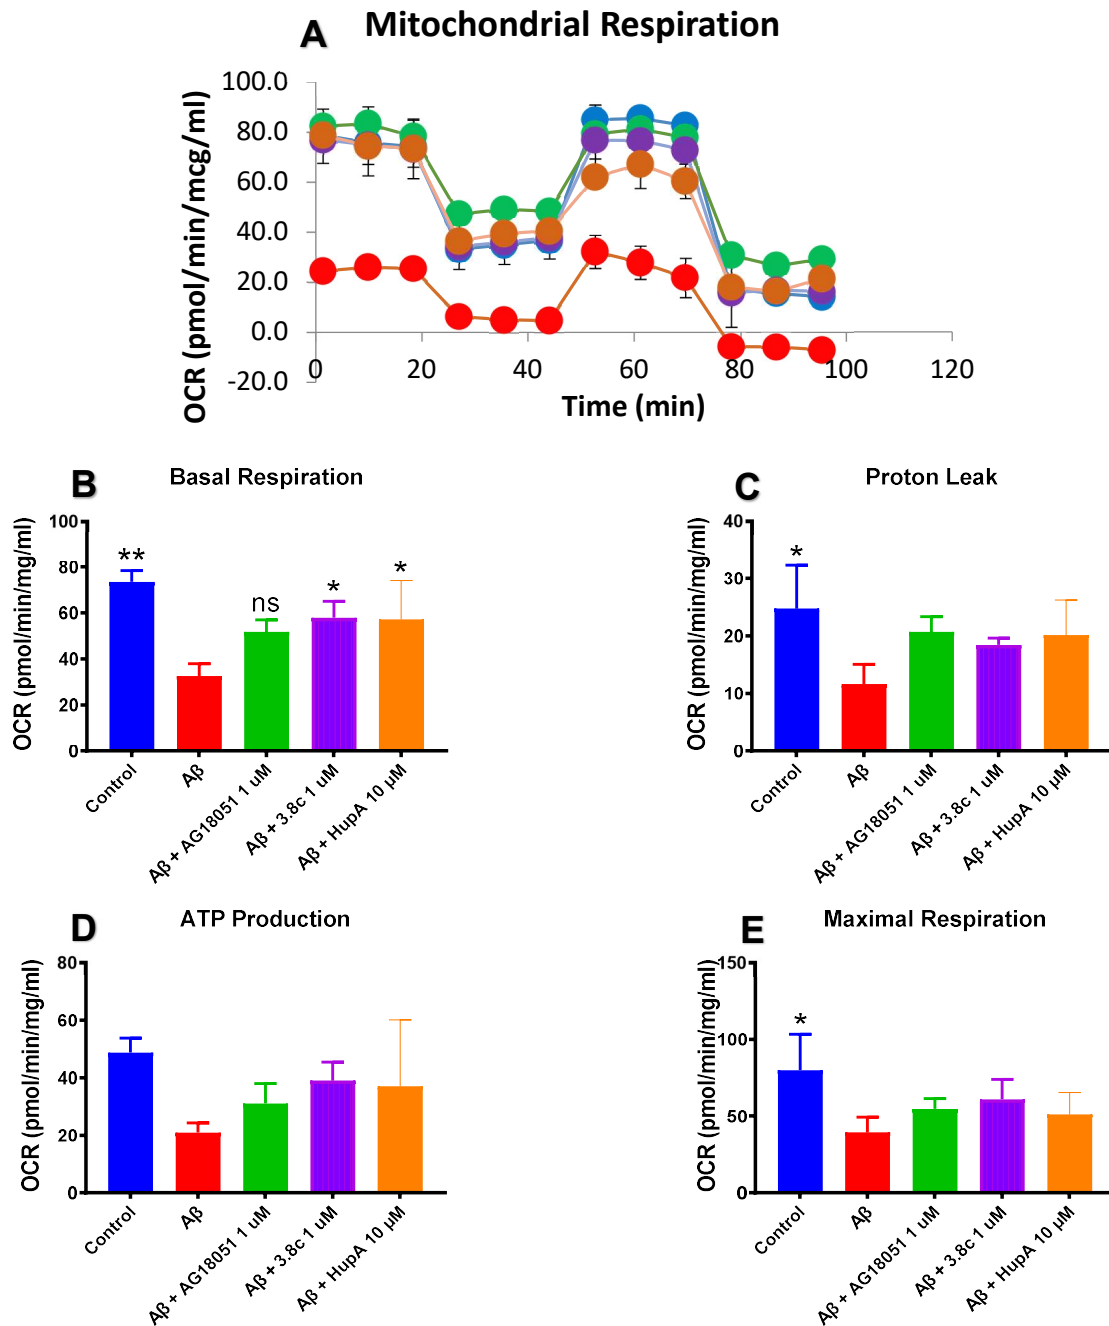 A Mitochondrial Respiration
OCR (pmol/min/mcg/ml)
100.0
80.0
60.0
40.0
20.0
0.0
-20.0
0 20 40 60 80 100 120
Time (min)
B Basal Respiration
OCR (pmol/min/mg/ml)
100
80
60
40
20
0
** ns * *
Control
Aβ
Aβ + AG18051 1 uM
Aβ + 3.8c 1 uM
Aβ + HupA 10 µM
C Proton Leak
OCR (pmol/min/mg/ml)
40
30
20
10
0
*
Control
Aβ
Aβ + AG18051 1 uM
Aβ + 3.8c 1 uM
Aβ + HupA 10 µM
D ATP Production
OCR (pmol/min/mg/ml)
80
60
40
20
0
Control
Aβ
Aβ + AG18051 1 uM
Aβ + 3.8c 1 uM
Aβ + HupA 10 µM
E Maximal Respiration
OCR (pmol/min/mg/ml)
150
100
50
0
*
Control
Aβ
Aβ + AG18051 1 uM
Aβ + 3.8c 1 uM
Aβ + HupA 10 µM